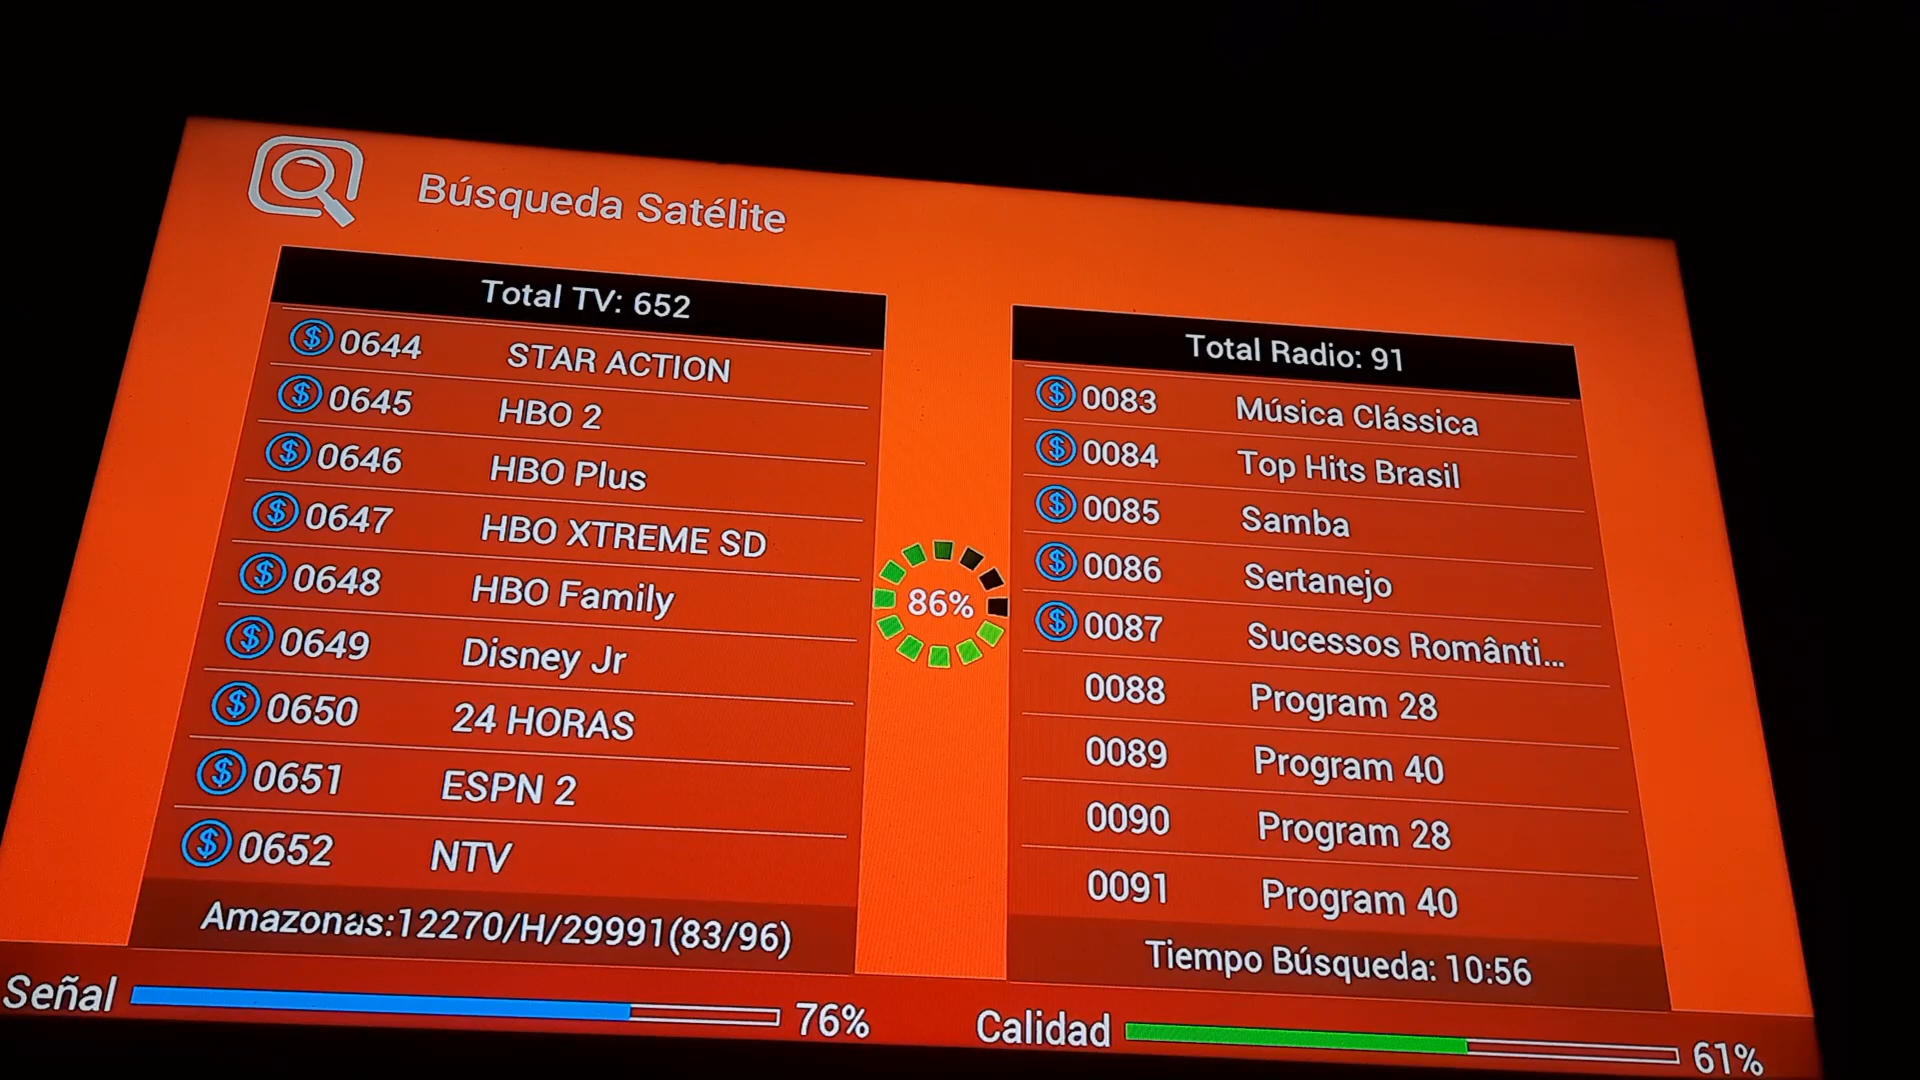 Búsqueda Satélite
Total TV: 652
0644 STAR ACTION
0645 HBO 2
0646 HBO Plus
0647 HBO XTREME SD
0648 HBO Family
0649 Disney Jr
0650 24 HORAS
0651 ESPN 2
0652 NTV
Amazonas:12270/H/29991(83/96)
86%
Total Radio: 91
0083 Música Clássica
0084 Top Hits Brasil
0085 Samba
0086 Sertanejo
0087 Sucessos Românti...
0088 Program 28
0089 Program 40
0090 Program 28
0091 Program 40
Tiempo Búsqueda: 10:56
Señal 76%
Calidad 61%